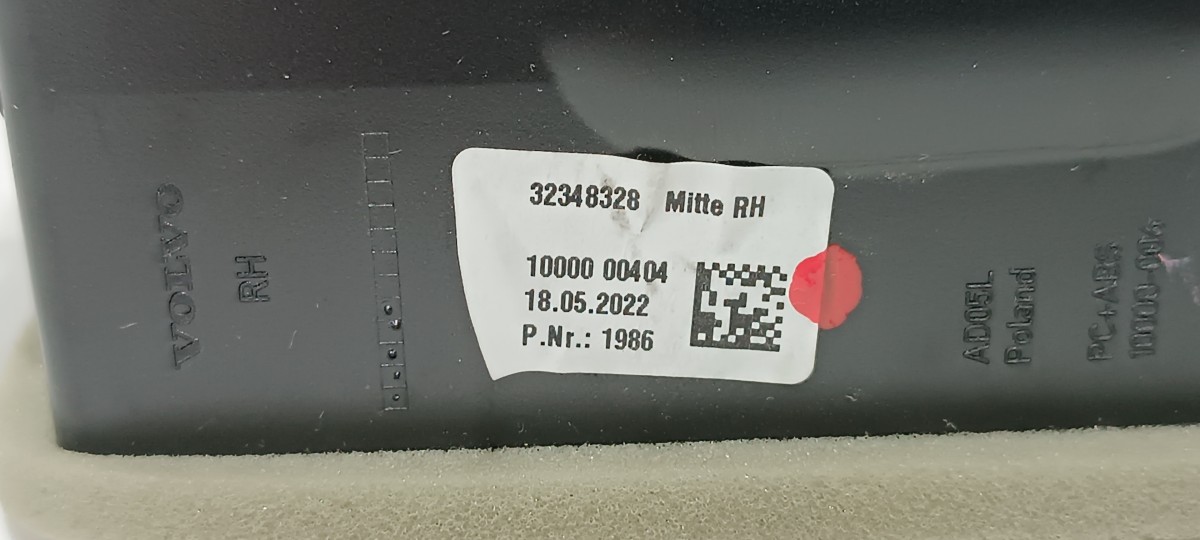 VOLVO
RH
32348328 Mitte RH
10000 00404
18.05.2022
P.Nr.: 1986
AD05L
Poland
PC+ABS